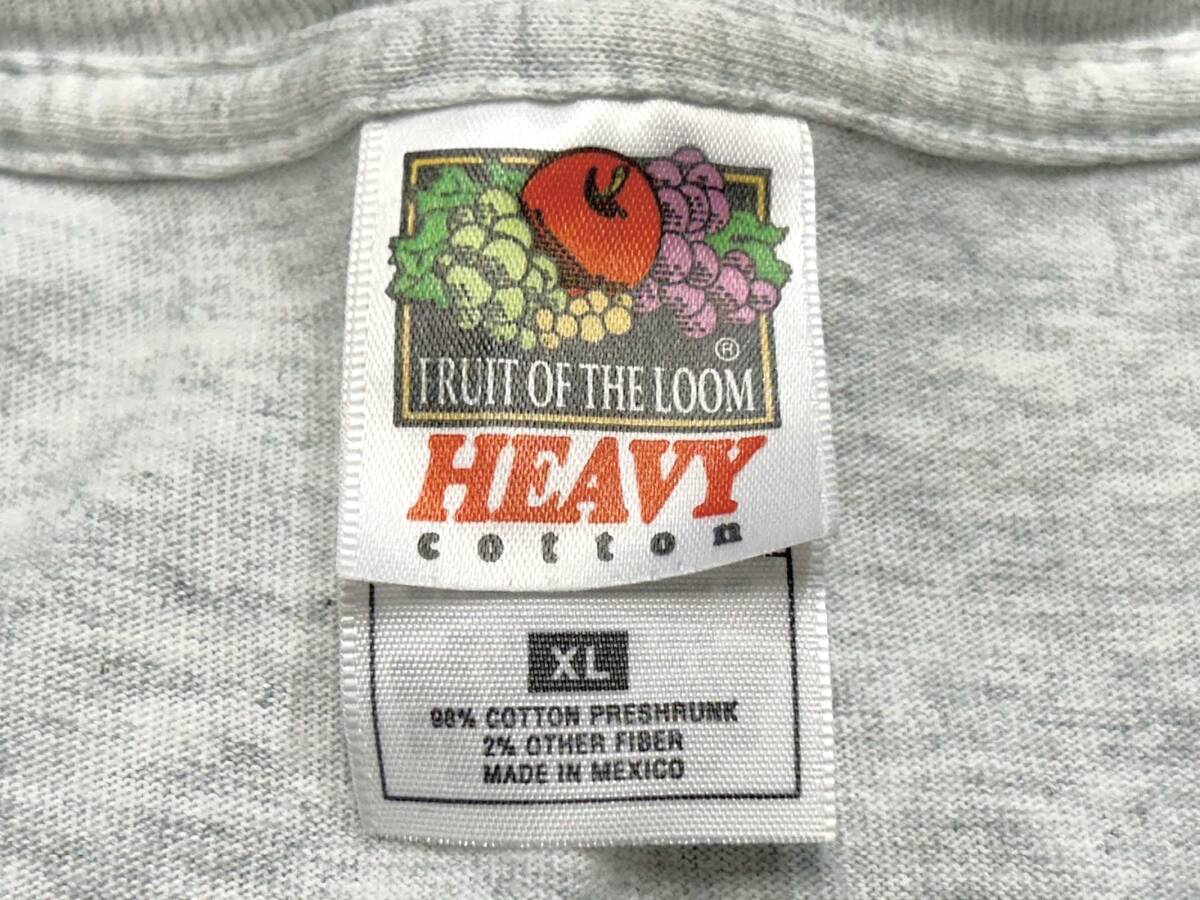 ®
FRUIT OF THE LOOM
HEAVY
cotton
XL
98% COTTON PRESHRUNK
2% OTHER FIBER
MADE IN MEXICO